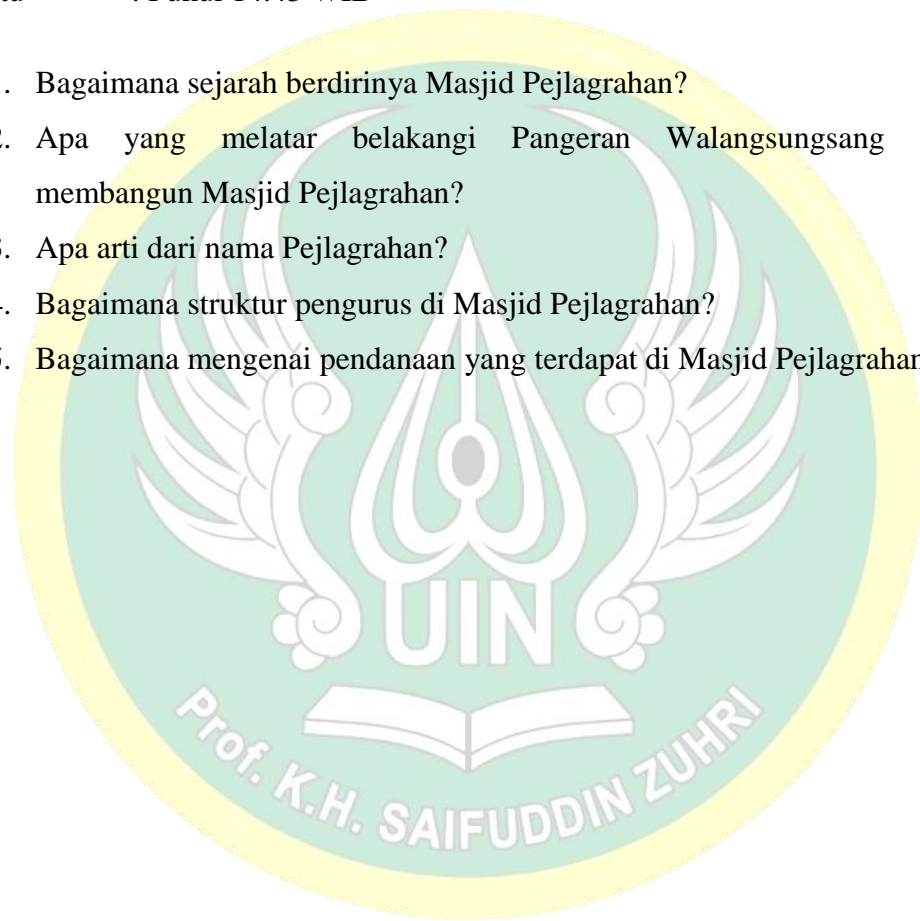 1. Bagaimana sejarah berdirinya Masjid Pejlagrahan?
2. Apa yang melatar belakangi Pangeran Walangsungsang
membangun Masjid Pejlagrahan?
3. Apa arti dari nama Pejlagrahan?
4. Bagaimana struktur pengurus di Masjid Pejlagrahan?
5. Bagaimana mengenai pendanaan yang terdapat di Masjid Pejlagrahan
UIN
Prof. K.H. SAIFUDDIN ZUHRI